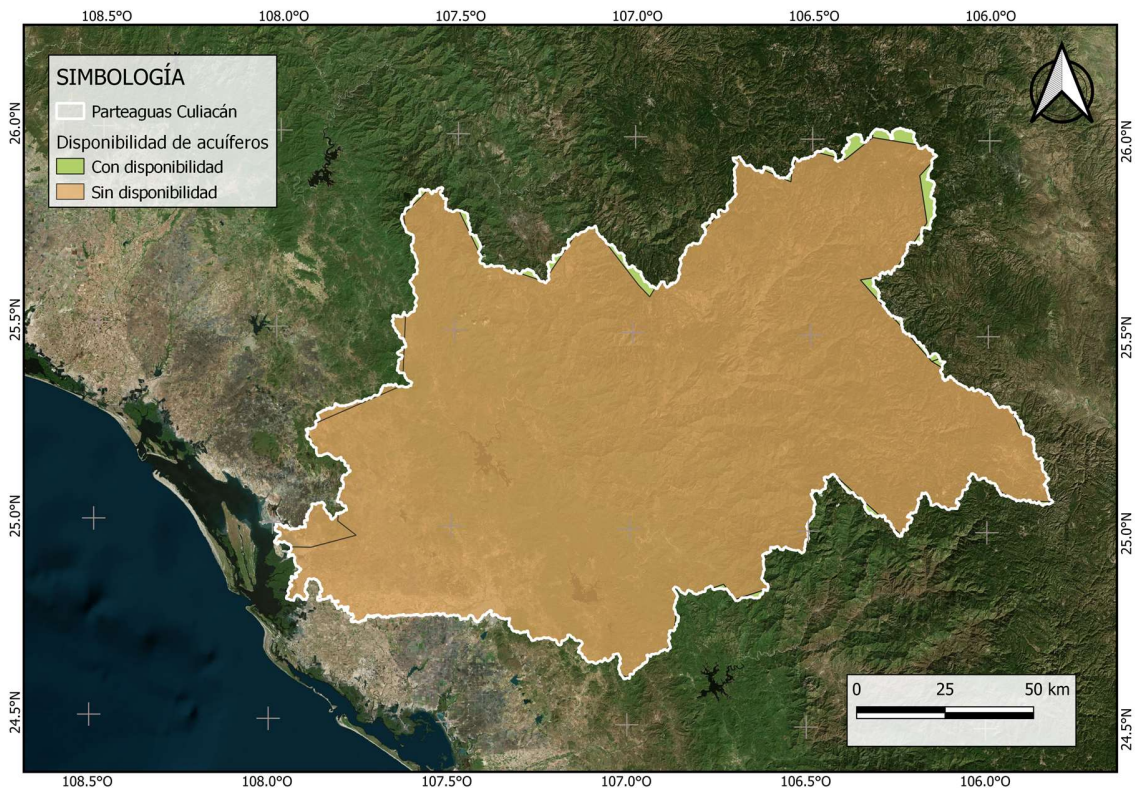 108.5°O 108.0°O 107.5°O 107.0°O 106.5°O 106.0°O
SIMBOLOGÍA
Parteaguas Culiacán
Disponibilidad de acuíferos
Con disponibilidad
Sin disponibilidad
26.0°N 26.0°N
25.5°N 25.5°N
25.0°N 25.0°N
24.5°N 24.5°N
0 25 50 km
108.5°O 108.0°O 107.5°O 107.0°O 106.5°O 106.0°O